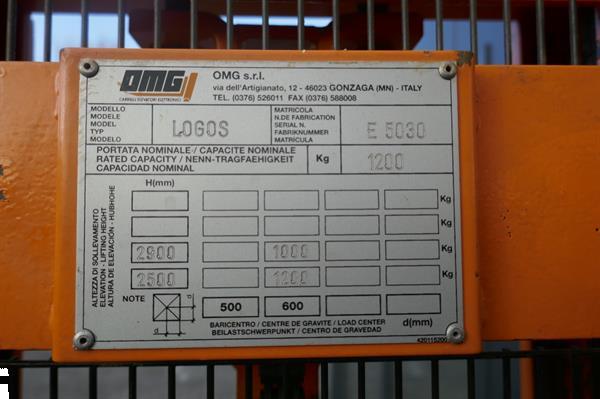 OMG
CARRELLI ELEVATORI ELETTRONICI
OMG s.r.l.
via dell'Artigianato, 12 - 46023 GONZAGA (MN) - ITALY
TEL. (0376) 526011 FAX (0376) 588008
MODELLO
MODELE
MODEL
TYP
MODELO
LOGOS
MATRICOLA
N.DE FABRICATION
SERIAL N.
FABRIKNUMMER
MATRICULA
E 5030
PORTATA NOMINALE / CAPACITE NOMINALE
RATED CAPACITY / NENN-TRAGFAEHIGKEIT
CAPACIDAD NOMINAL
Kg
1200
ALTEZZA DI SOLLEVAMENTO
ELEVATION - LIFTING HEIGHT
ALTURA DE ELEVACION - HUBHOHE
H(mm)
Kg
Kg
2900 1000 Kg
2500 1200 Kg
NOTE
d
d
500 600 d(mm)
BARICENTRO / CENTRE DE GRAVITE / LOAD CENTER
BEILASTSCHWERPUNKT / CENTRO DE GRAVEDAD
420115200